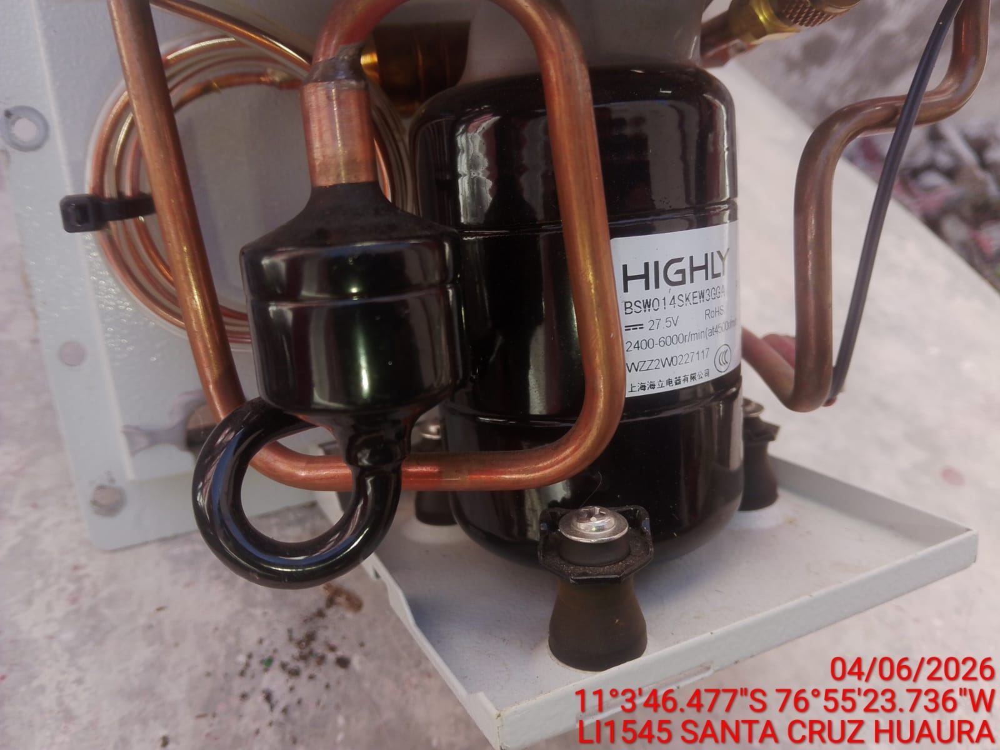 HIGHLY
BSW014SKEW3GGA
27.5V RoHS
2400-6000r/min(at4500r/min
WZZ2W0227117
上海海立电器有限公司
04/06/2026
11°3'46.477"S 76°55'23.736"W
LI1545 SANTA CRUZ HUAURA